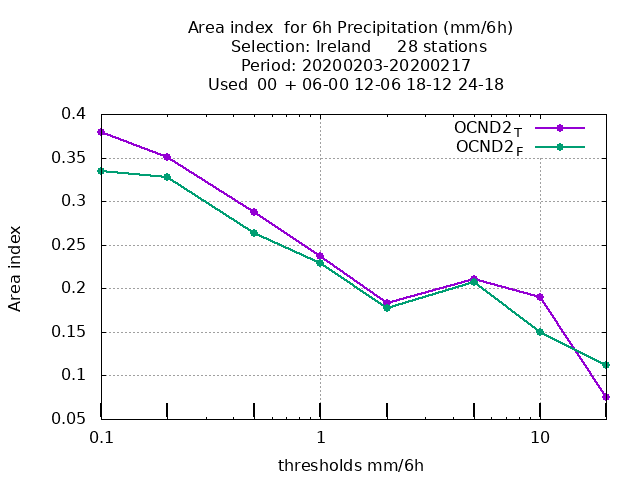 Area index  for 6h Precipitation (mm/6h)
Selection: Ireland     28 stations
Period: 20200203-20200217
Used 00 + 06-00 12-06 18-12 24-18
OCND2_T
OCND2_F
0.4
0.35
0.3
0.25
0.2
0.15
0.1
0.05
Area index
0.1 1 10
thresholds mm/6h